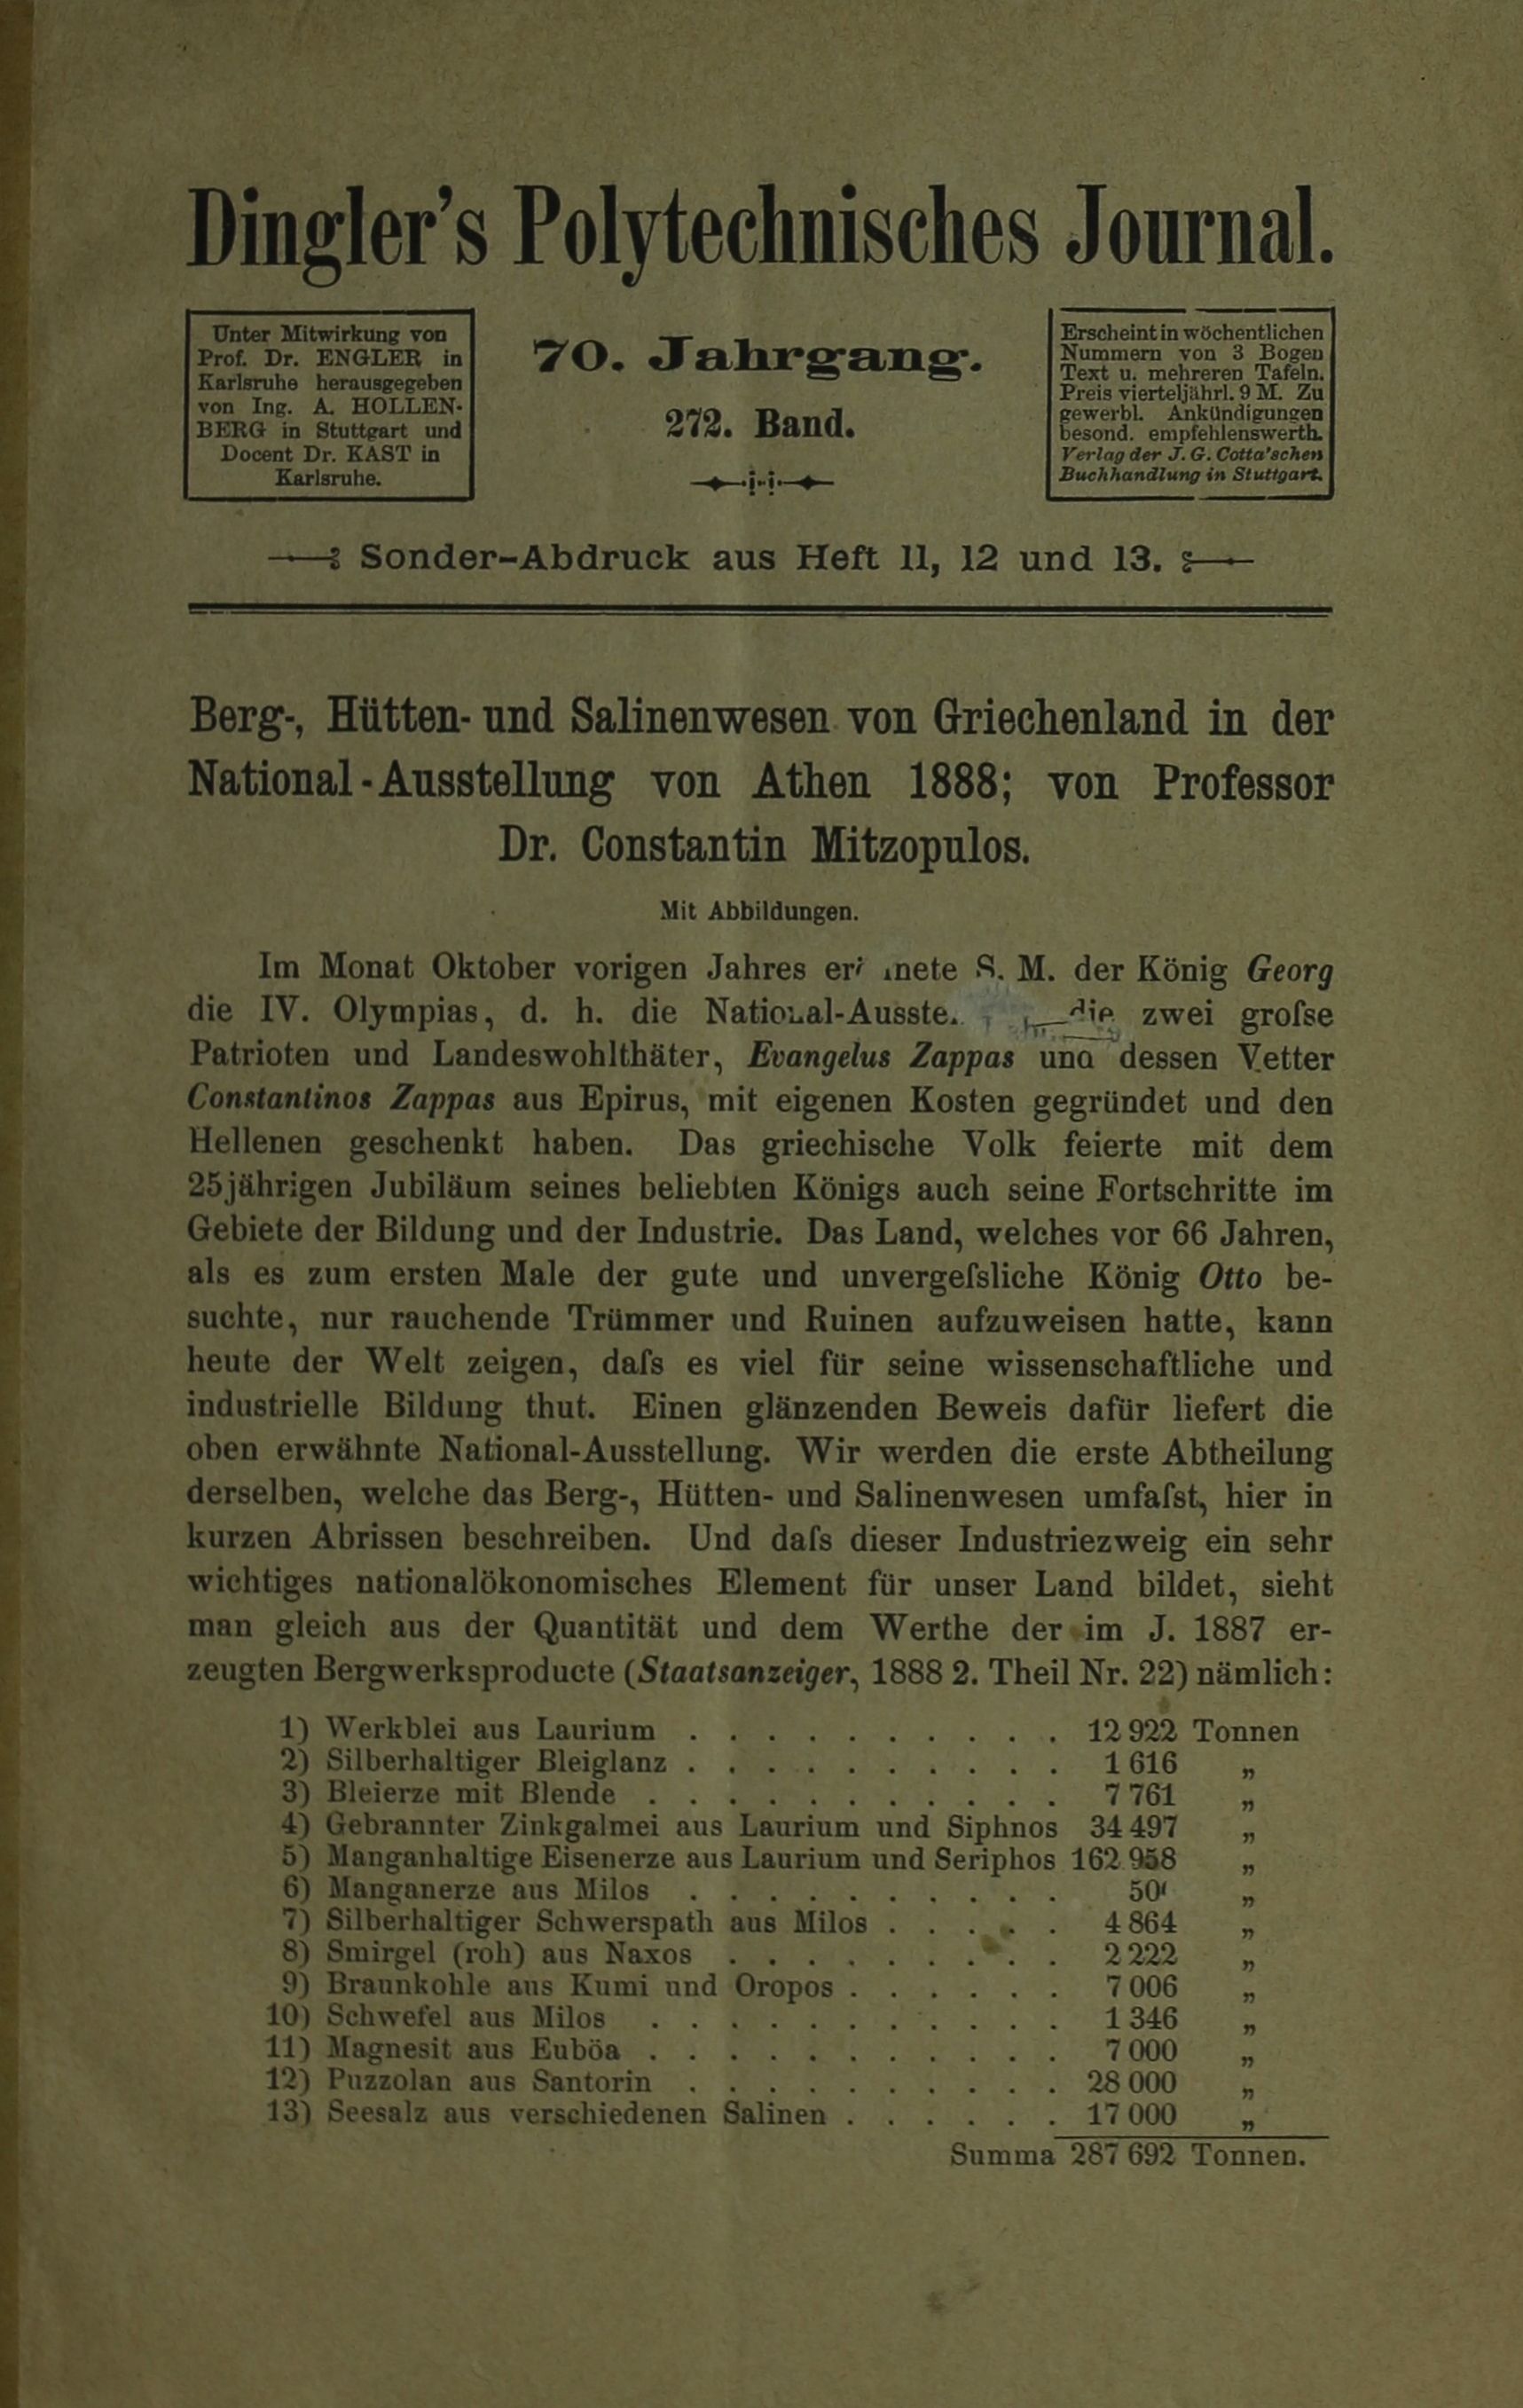 Dingler's Polytechnisches Journal.
Unter Mitwirkung von
Prof. Dr. ENGLER in
Karlsruhe herausgegeben
von Ing. A. HOLLEN-
BERG in Stuttgart und
Docent Dr. KAST in
Karlsruhe.
70. Jahrgang.
272. Band.
Erscheint in wöchentlichen
Nummern von 3 Bogen
Text u. mehreren Tafeln.
Preis vierteljährl. 9 M. Zu
gewerbl. Ankündigungen
besond. empfehlenswerth.
Verlag der J. G. Cotta'schen
Buchhandlung in Stuttgart.
Sonder-Abdruck aus Heft 11, 12 und 13.
Berg-, Hütten- und Salinenwesen von Griechenland in der
National-Ausstellung von Athen 1888; von Professor
Dr. Constantin Mitzopulos.
Mit Abbildungen.
Im Monat Oktober vorigen Jahres S. M. der König Georg
die IV. Olympias, d. h. die die zwei groſse
Patrioten und Landeswohlthäter, Evangelus Zappas und dessen Vetter
Constantinos Zappas aus Epirus, mit eigenen Kosten gegründet und den
Hellenen geschenkt haben. Das griechische Volk feierte mit dem
25jährigen Jubiläum seines beliebten Königs auch seine Fortschritte im
Gebiete der Bildung und der Industrie. Das Land, welches vor 66 Jahren,
als es zum ersten Male der gute und unvergeſsliche König Otto be-
suchte, nur rauchende Trümmer und Ruinen aufzuweisen hatte, kann
heute der Welt zeigen, daſs es viel für seine wissenschaftliche und
industrielle Bildung thut. Einen glänzenden Beweis dafür liefert die
oben erwähnte National-Ausstellung. Wir werden die erste Abtheilung
derselben, welche das Berg-, Hütten- und Salinenwesen umfaſst, hier in
kurzen Abrissen beschreiben. Und daſs dieser Industriezweig ein sehr
wichtiges nationalökonomisches Element für unser Land bildet, sieht
man gleich aus der Quantität und dem Werthe der im J. 1887 er-
zeugten Bergwerksproducte (Staatsanzeiger, 1888 2. Theil Nr. 22) nämlich:
1) Werkblei aus Laurium . . . . . . . . . . 12 922 Tonnen
2) Silberhaltiger Bleiglanz . . . . . . . . . . 1 616 „
3) Bleierze mit Blende . . . . . . . . . . . 7 761 „
4) Gebrannter Zinkgalmei aus Laurium und Siphnos 34 497 „
5) Manganhaltige Eisenerze aus Laurium und Seriphos 162 958 „
6) Manganerze aus Milos . . . . . . . . . . „
7) Silberhaltiger Schwerspath aus Milos . . . . . 4 864 „
8) Smirgel (roh) aus Naxos . . . . . . . . . 2 222 „
9) Braunkohle aus Kumi und Oropos . . . . . . 7 006 „
10) Schwefel aus Milos . . . . . . . . . . . 1 346 „
11) Magnesit aus Euböa . . . . . . . . . . . 7 000 „
12) Puzzolan aus Santorin . . . . . . . . . . 28 000 „
13) Seesalz aus verschiedenen Salinen . . . . . . 17 000 „
Summa 287 692 Tonnen.